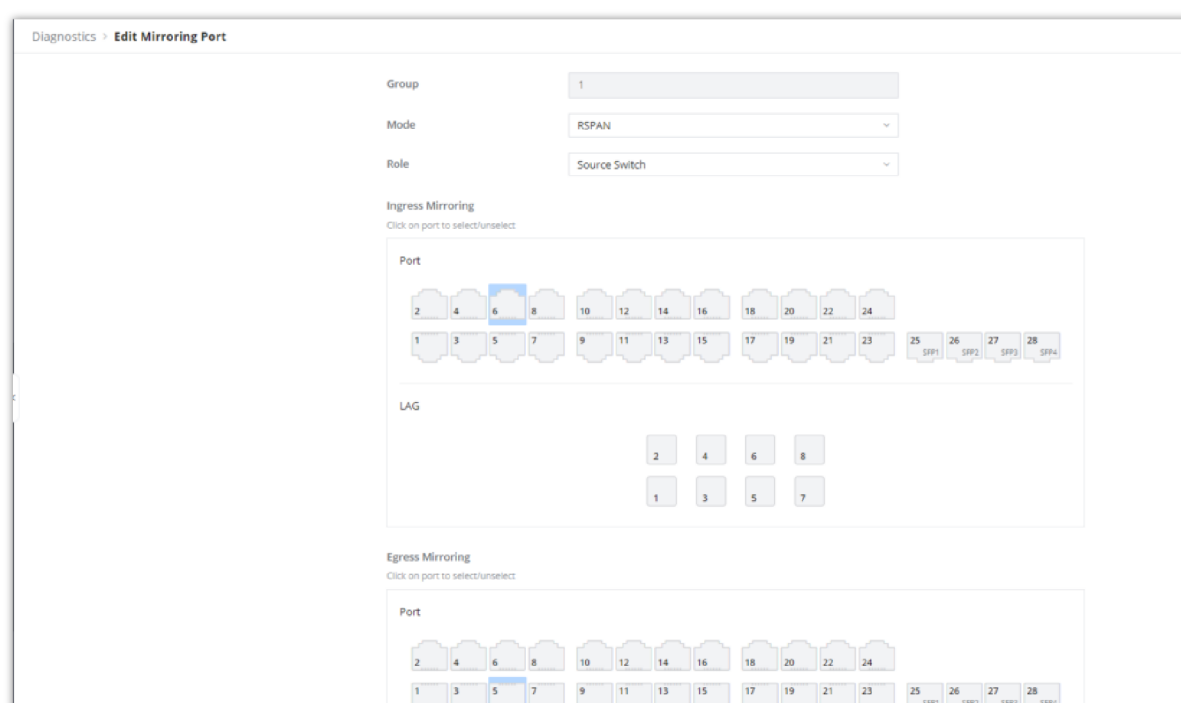 Diagnostics > Edit Mirroring Port
Group 1
Mode RSPAN
Role Source Switch
Ingress Mirroring
Click on port to select/unselect
Port
2 4 6 8 10 12 14 16 18 20 22 24
1 3 5 7 9 11 13 15 17 19 21 23 25 26 27 28
SFP1 SFP2 SFP3 SFP4
LAG
2 4 6 8
1 3 5 7
Egress Mirroring
Click on port to select/unselect
Port
2 4 6 8 10 12 14 16 18 20 22 24
1 3 5 7 9 11 13 15 17 19 21 23 25 26 27 28
SFP1 SFP2 SFP3 SFP4